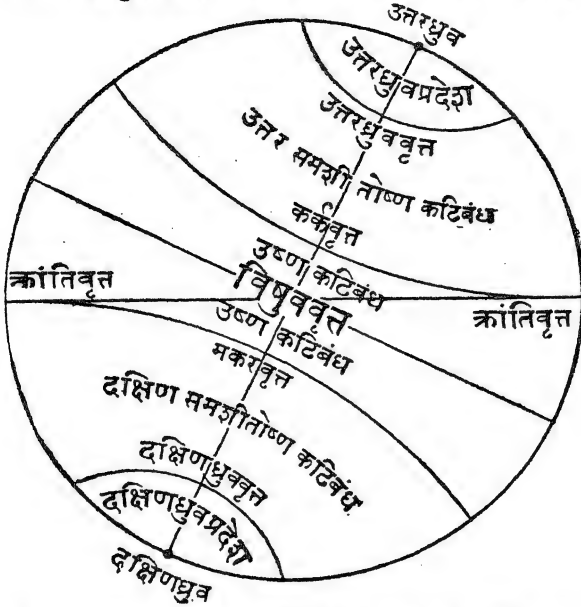 उत्तरध्रुव
उत्तरध्रुवप्रदेश
उत्तरध्रुववृत्त
उत्तर समशीतोष्ण कटिबंध
कर्कवृत्त
उष्ण कटिबंध
विषुववृत्त
क्रांतिवृत्त
क्रांतिवृत्त
उष्ण कटिबंध
मकरवृत्त
दक्षिण समशीतोष्ण कटिबंध
दक्षिणध्रुववृत्त
दक्षिणध्रुवप्रदेश
दक्षिणध्रुव